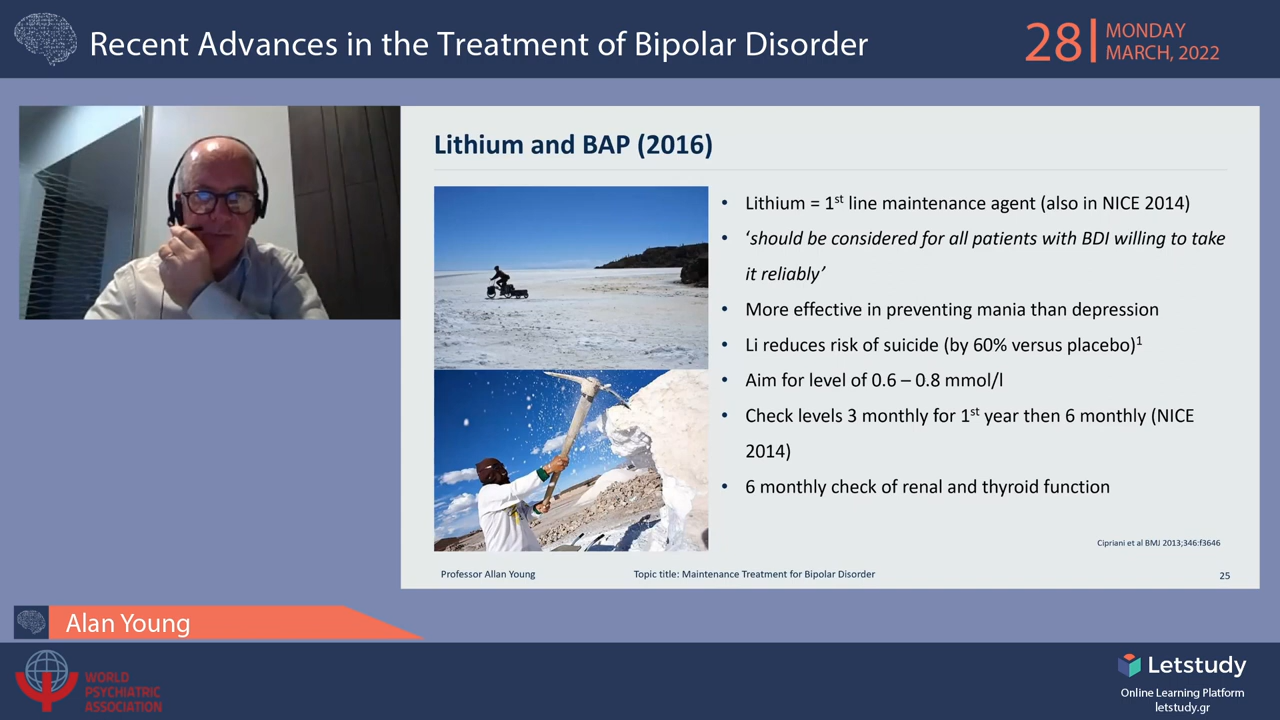 Recent Advances in the Treatment of Bipolar Disorder
28
MONDAY
MARCH, 2022
Lithium and BAP (2016)
• Lithium = 1st line maintenance agent (also in NICE 2014)
• ‘should be considered for all patients with BDI willing to take
it reliably’
• More effective in preventing mania than depression
• Li reduces risk of suicide (by 60% versus placebo)1
• Aim for level of 0.6 – 0.8 mmol/l
• Check levels 3 monthly for 1st year then 6 monthly (NICE
2014)
• 6 monthly check of renal and thyroid function
Cipriani et al BMJ 2013;346:f3646
Professor Allan Young
Topic title: Maintenance Treatment for Bipolar Disorder
25
Alan Young
WORLD
PSYCHIATRIC
ASSOCIATION
Letstudy
Online Learning Platform
letstudy.gr